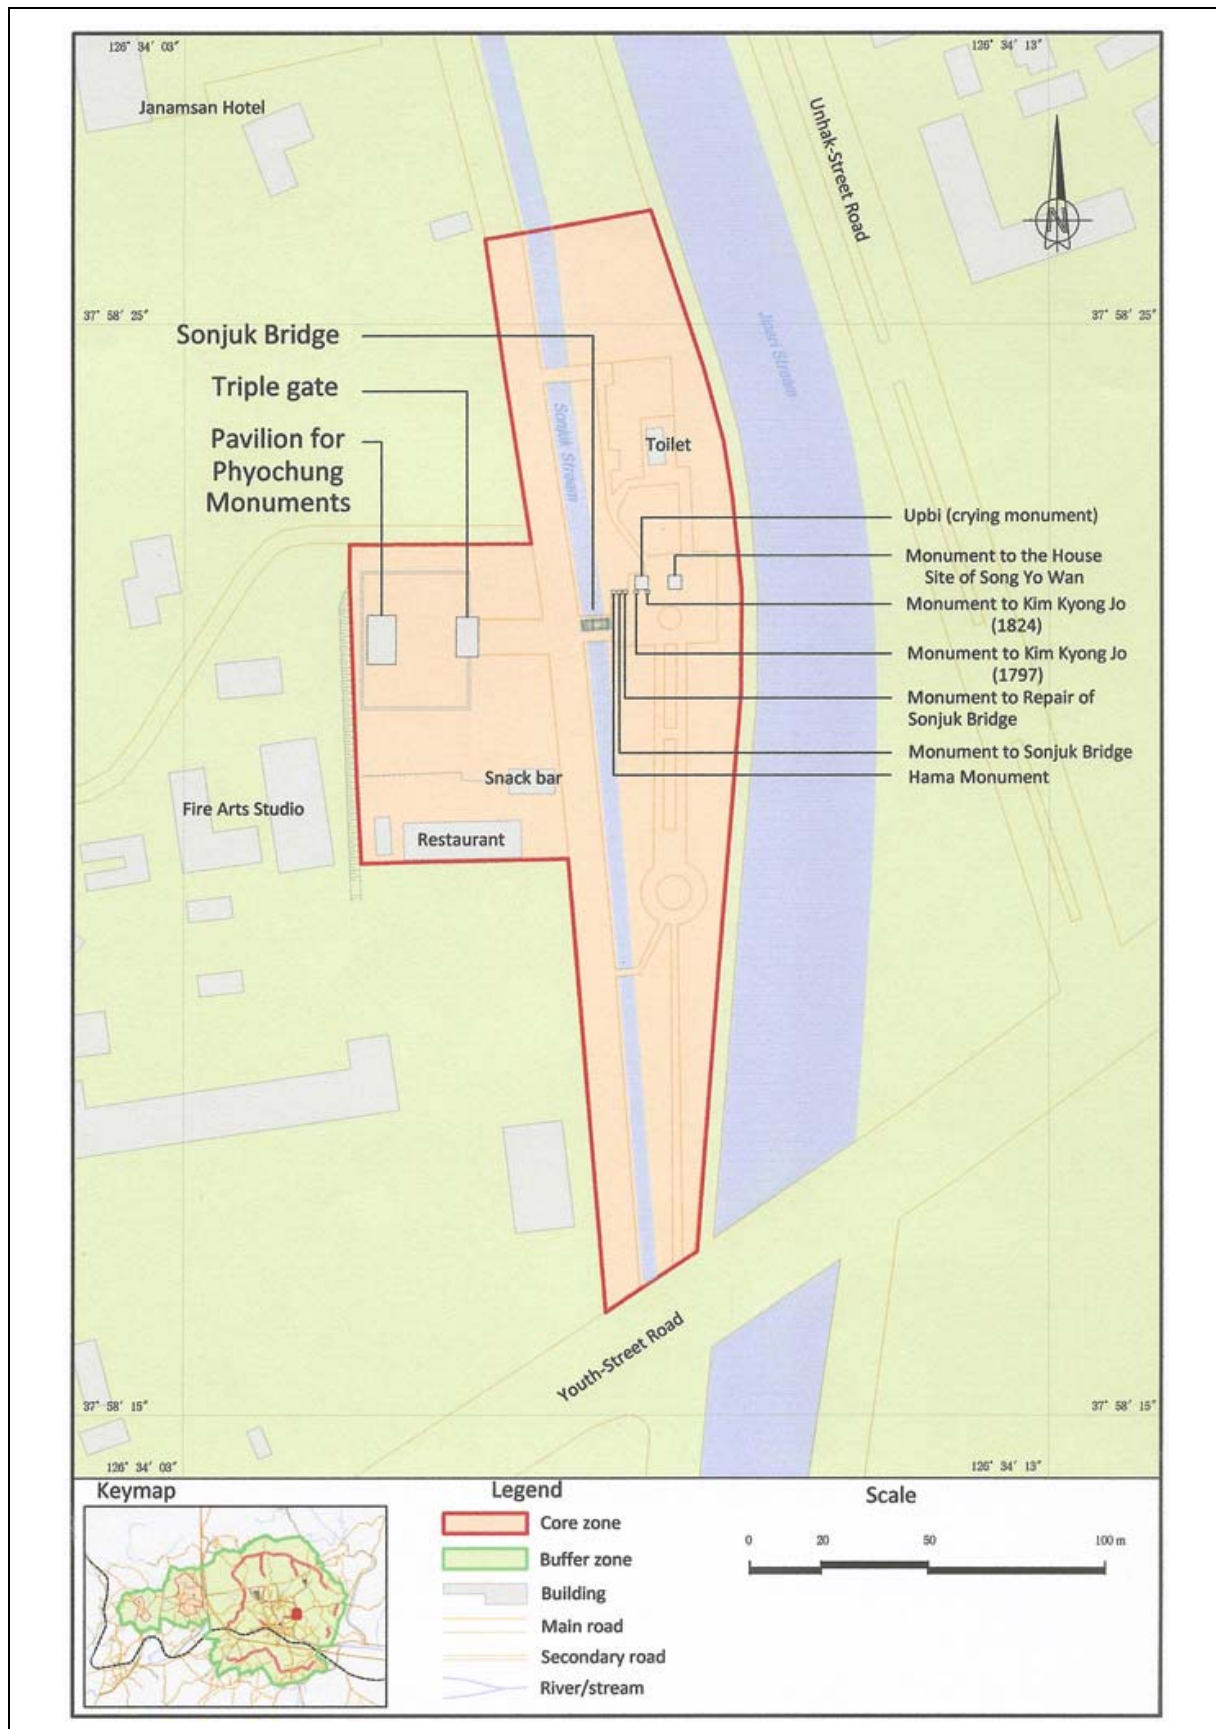 126° 34′ 03″
126° 34′ 13″
Janamsan Hotel
Unhak-Street Road
N
37° 58′ 25″
37° 58′ 25″
Jipari Stream
Sonjuk Bridge
Triple gate
Pavilion for
Phyochung
Monuments
Sonjuk Stream
Toilet
Upbi (crying monument)
Monument to the House
Site of Song Yo Wan
Monument to Kim Kyong Jo
(1824)
Monument to Kim Kyong Jo
(1797)
Monument to Repair of
Sonjuk Bridge
Monument to Sonjuk Bridge
Hama Monument
Snack bar
Fire Arts Studio
Restaurant
Youth-Street Road
37° 58′ 15″
37° 58′ 15″
126° 34′ 03″
126° 34′ 13″
Keymap
Legend
Scale
Core zone
Buffer zone
Building
Main road
Secondary road
River/stream
0
20
50
100 m